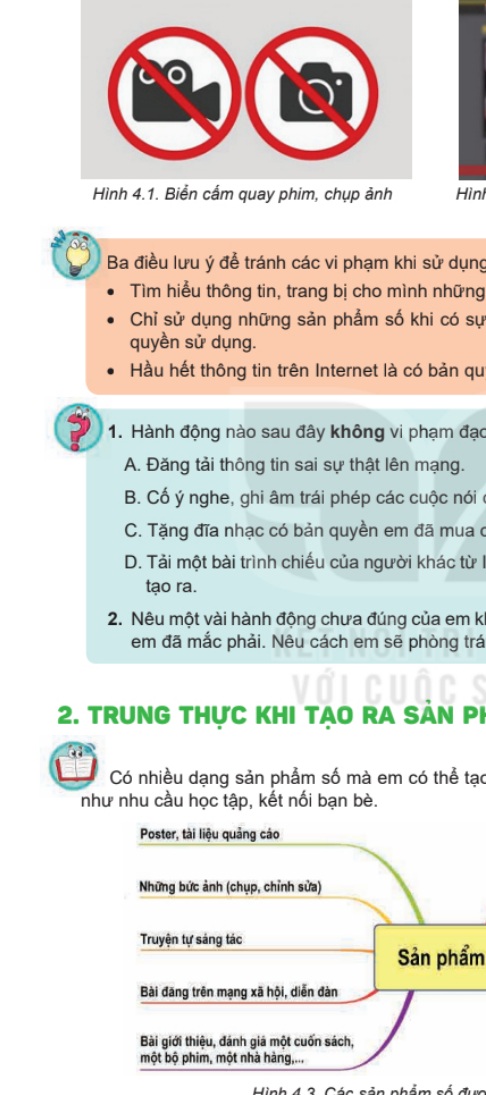 Hình 4.1. Biển cấm quay phim, chụp ảnh
Hình
Ba điều lưu ý để tránh các vi phạm khi sử dụng
• Tìm hiểu thông tin, trang bị cho mình những
• Chỉ sử dụng những sản phẩm số khi có sự
quyền sử dụng.
• Hầu hết thông tin trên Internet là có bản
1. Hành động nào sau đây không vi phạm đạo
A. Đăng tải thông tin sai sự thật lên mạng.
B. Cố ý nghe, ghi âm trái phép các cuộc nói
C. Tặng đĩa nhạc có bản quyền em đã mua
D. Tải một bài trình chiếu của người khác từ
tạo ra.
2. Nêu một vài hành động chưa đúng của em
em đã mắc phải. Nêu cách em sẽ phòng
KẾT NỐI TRI
VỚI CUỘC S
2. TRUNG THỰC KHI TẠO RA SẢN PH
Có nhiều dạng sản phẩm số mà em có thể tạo
như nhu cầu học tập, kết nối bạn bè.
Poster, tài liệu quảng cáo
Những bức ảnh (chụp, chỉnh sửa)
Truyện tự sáng tác
Sản phẩm
Bài đăng trên mạng xã hội, diễn đàn
Bài giới thiệu, đánh giá một cuốn sách,
một bộ phim, một nhà hàng,...
Hình 4.3. Các sản phẩm số